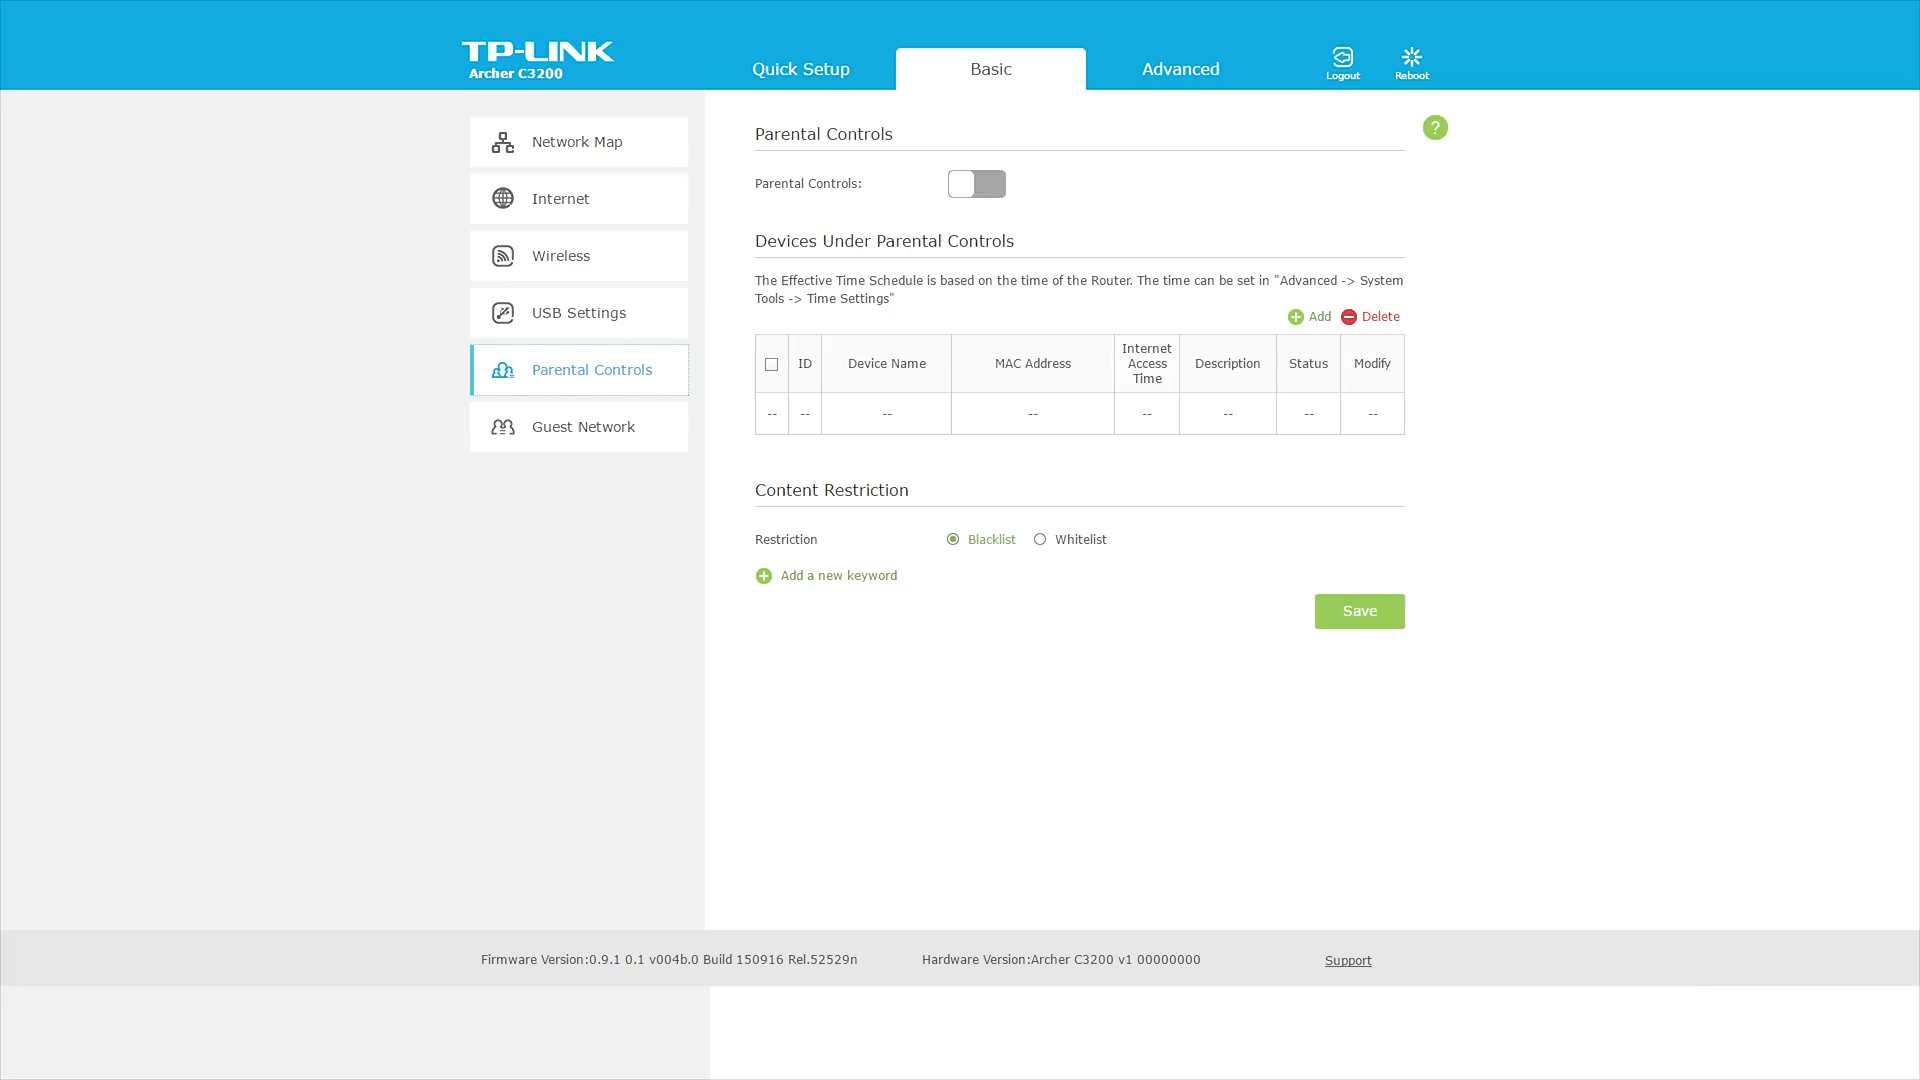 TP-LINK
Archer C3200
Quick Setup
Basic
Advanced
Logout
Reboot
Network Map
Internet
Wireless
USB Settings
Parental Controls
Guest Network
Parental Controls
?
Parental Controls:
Devices Under Parental Controls
The Effective Time Schedule is based on the time of the Router. The time can be set in "Advanced -> System
Tools -> Time Settings"
Add Delete
ID Device Name MAC Address Internet Access Time Description Status Modify
-- -- -- -- -- -- -- --
Content Restriction
Restriction Blacklist Whitelist
Add a new keyword
Save
Firmware Version:0.9.1 0.1 v004b.0 Build 150916 Rel.52529n Hardware Version:Archer C3200 v1 00000000 Support